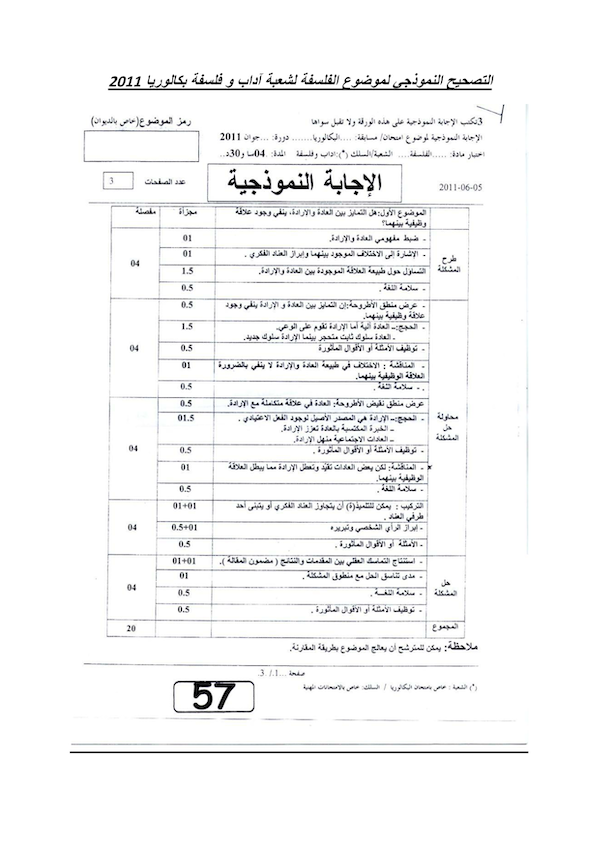 التصحيح النموذجي لموضوع الفلسفة لشعبة آداب و فلسفة بكالوريا 2011
3تكتب الإجابة النموذجية على هذه الورقة ولا تقبل سواها
رمز الموضوع(خاص بالديوان)
الإجابة النموذجية لموضوع امتحان/ مسابقة: .....البكالوريا...... دورة: ...جوان 2011
اختبار مادة: .....الفلسفة.... الشعبة/السلك (*):اداب وفلسفة المدة: 04سا و30د...
الإجابة النموذجية
عدد الصفحات
3
2011-06-05
مجزأة
مفصلة
الموضوع الأول:هل التمايز بين العادة والإرادة، ينفي وجود علاقة
وظيفية بينهما؟
طرح
المشكلة
- ضبط مفهومي العادة والإرادة.
01
- الإشارة إلى الاختلاف الموجود بينهما وإبراز العناد الفكري .
01
التساؤل حول طبيعة العلاقة الموجودة بين العادة والإرادة.
1.5
- سلامة اللغة .
0.5
04
محاولة
حل
المشكلة
- عرض منطق الأطروحة:إن التمايز بين العادة و الإرادة ينفي وجود
علاقة وظيفية بينهما.
0.5
- الحجج:ـ العادة آلية أما الإرادة تقوم على الوعي.
1.5
ـ العادة سلوك ثابت متحجر بينما الإرادة سلوك جديد.
- توظيف الأمثلة أو الأقوال المأثورة
0.5
- المناقشة : الاختلاف في طبيعة العادة والإرادة لا ينفي بالضرورة
العلاقة الوظيفية بينهما.
01
- سلامة اللغة .
0.5
04
عرض منطق نقيض الأطروحة: العادة في علاقة متكاملة مع الإرادة.
0.5
- الحجج:ـ الإرادة هي المصدر الأصيل لوجود الفعل الاعتيادي .
01.5
ـ الخبرة المكتسبة بالعادة تعزز الإرادة.
ـ العادات الاجتماعية منهل الإرادة.
- توظيف الأمثلة أو الأقوال المأثورة .
0.5
- المناقشة: لكن بعض العادات تقيّد وتعطل الإرادة مما يبطل العلاقة
الوظيفية بينهما.
01
- سلامة اللغة .
0.5
04
التركيب : يمكن للتلميذ(ة) أن يتجاوز العناد الفكري أو يتبنى أحد
طرفي العناد .
01+01
- إبراز الرأي الشخصي وتبريره
0.5+01
- الأمثلة أو الأقوال المأثورة .
0.5
04
حل
المشكلة
- استنتاج التماسك العقلي بين المقدمات والنتائج ( مضمون المقالة ).
01+01
- مدى تناسق الحل مع منطوق المشكلة .
01
- سلامة اللغـــة .
0.5
- توظيف الأمثلة أو الأقوال المأثورة .
0.5
04
المجموع
20
ملاحظة: يمكن للمترشح أن يعالج الموضوع بطريقة المقارنة.
صفحة ...1./ .3.
(*) الشعبة : خاص بامتحان البكالوريا / السلك: خاص بالامتحانات المهنية
57